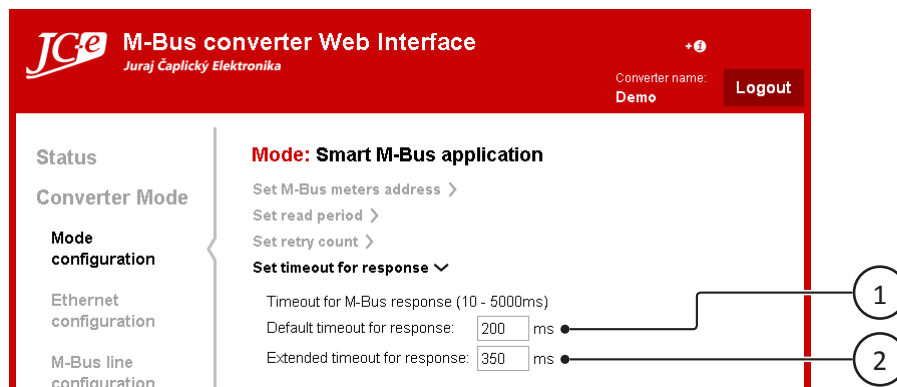 JC-e M-Bus converter Web Interface
Juraj Čaplický Elektronika
+i
Converter name:
Demo
Logout
Status
Converter Mode
Mode
configuration
Ethernet
configuration
M-Bus line
configuration
Mode: Smart M-Bus application
Set M-Bus meters address >
Set read period >
Set retry count >
Set timeout for response
Timeout for M-Bus response (10 - 5000ms)
Default timeout for response: 200 ms
Extended timeout for response: 350 ms
1
2